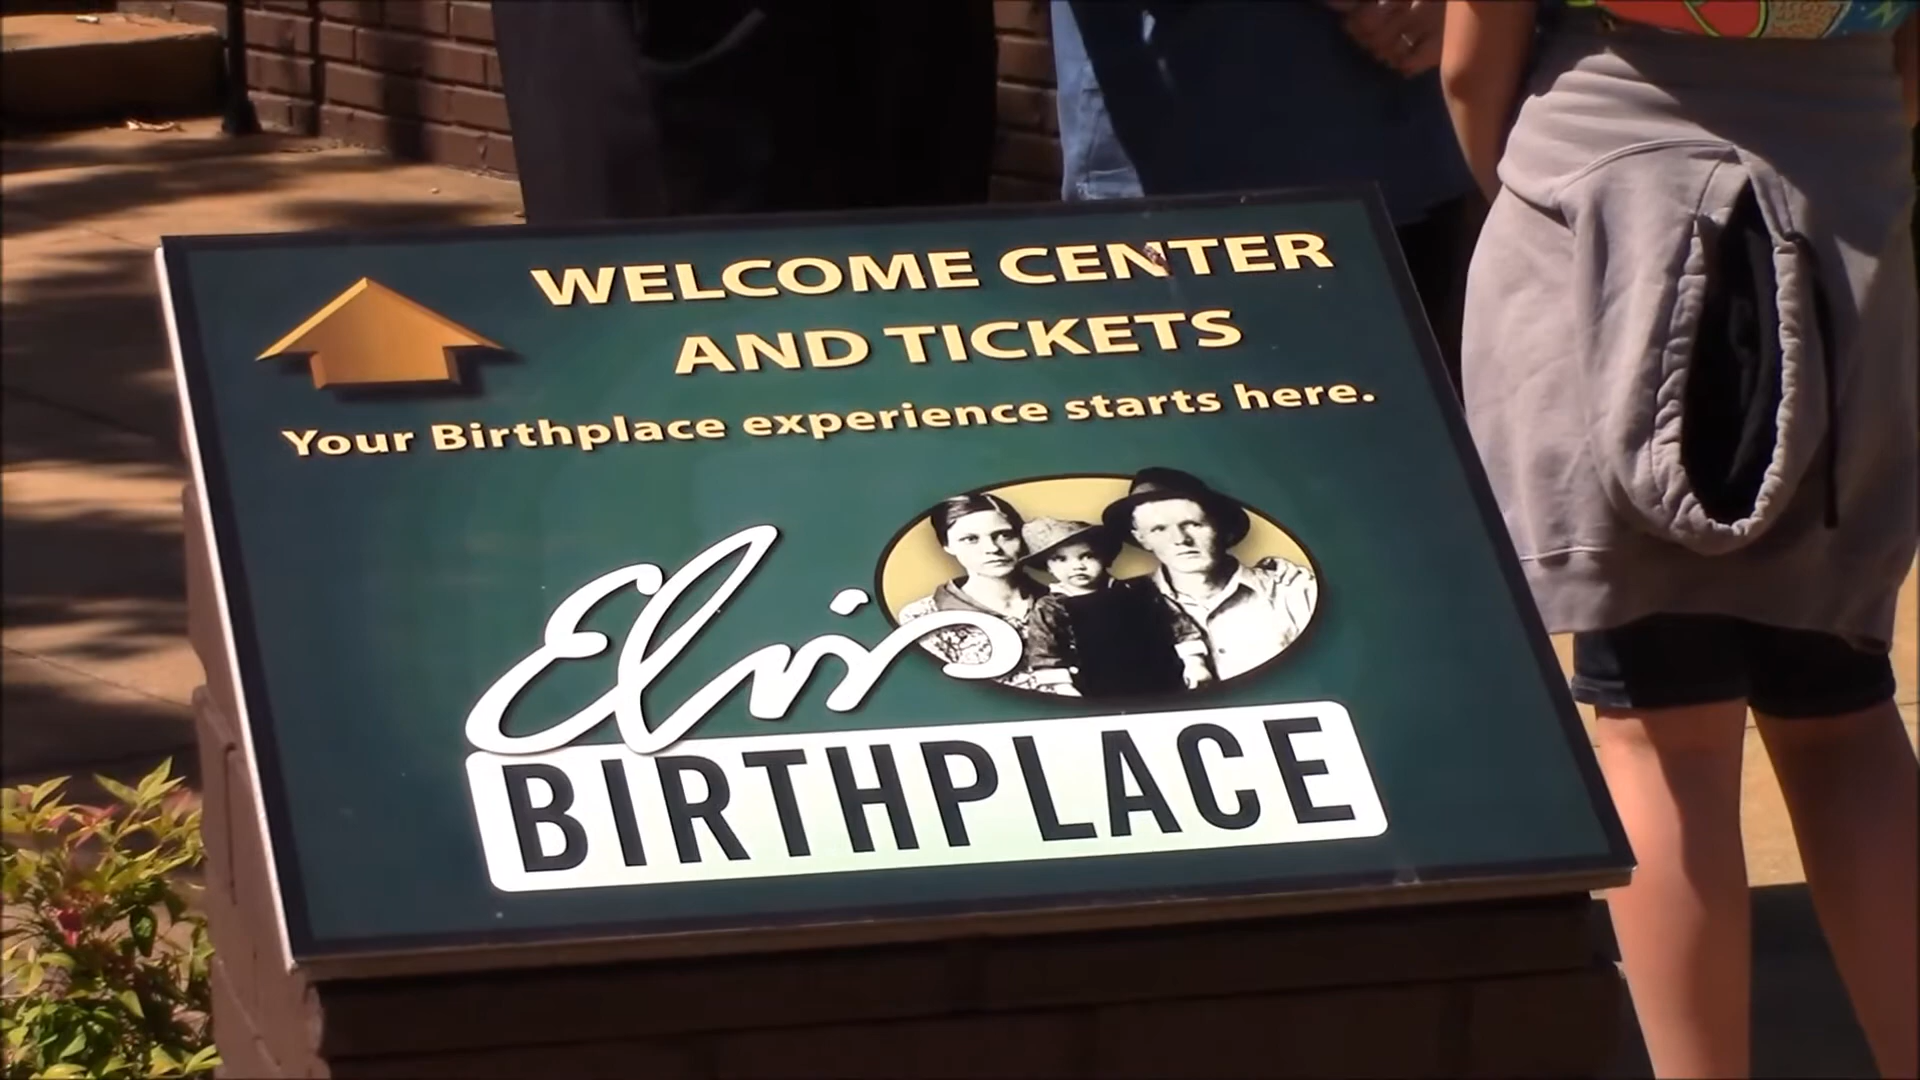 WELCOME CENTER
AND TICKETS
Your Birthplace experience starts here.
Elvis
BIRTHPLACE